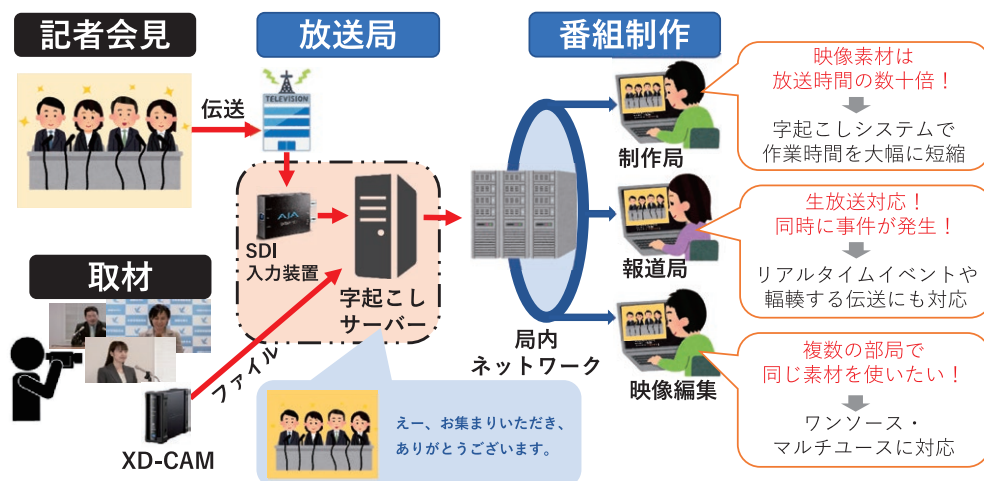 記者会見
放送局
番組制作
伝送
TELEVISION
AJA
SDI
入力装置
字起こし
サーバー
取材
ファイル
XD-CAM
えー、お集まりいただき、
ありがとうございます。
局内
ネットワーク
制作局
報道局
映像編集
映像素材は
放送時間の数十倍！
字起こしシステムで
作業時間を大幅に短縮
生放送対応！
同時に事件が発生！
リアルタイムイベントや
輻輳する伝送にも対応
複数の部局で
同じ素材を使いたい！
ワンソース・
マルチユースに対応